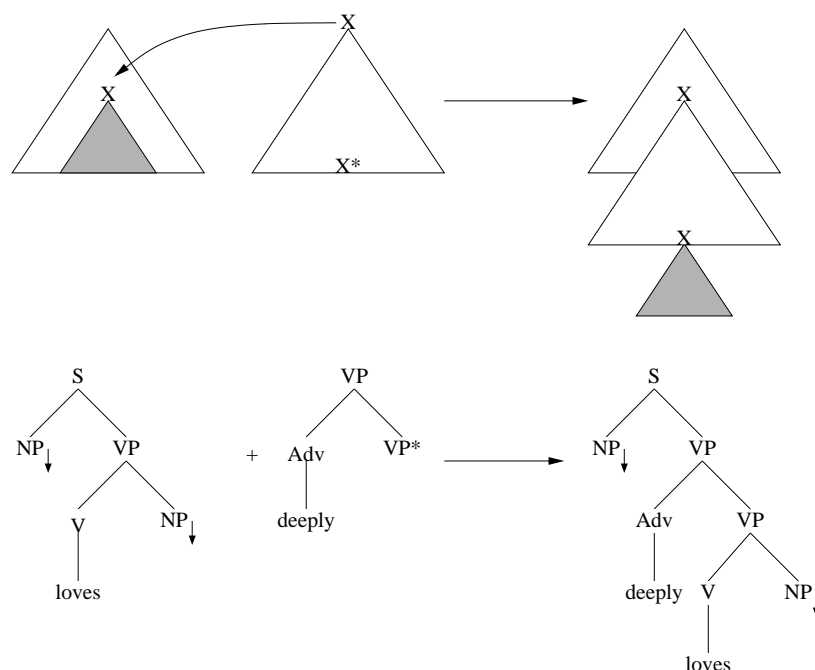 X
X
X
X*
X
S VP S
NP VP + Adv VP* NP VP
V NP deeply Adv VP
loves deeply V NP
loves